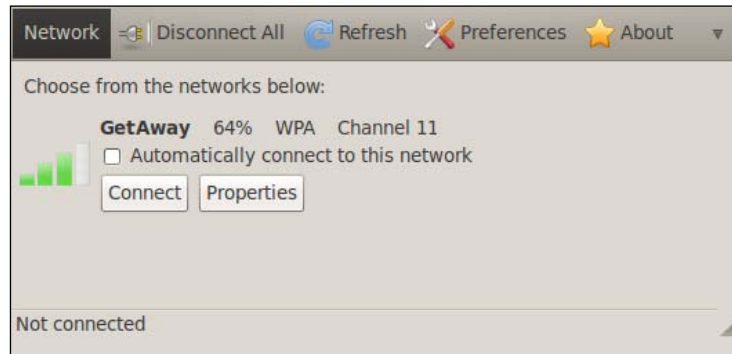 Network Disconnect All Refresh Preferences About
Choose from the networks below:
GetAway 64% WPA Channel 11
Automatically connect to this network
Connect Properties
Not connected